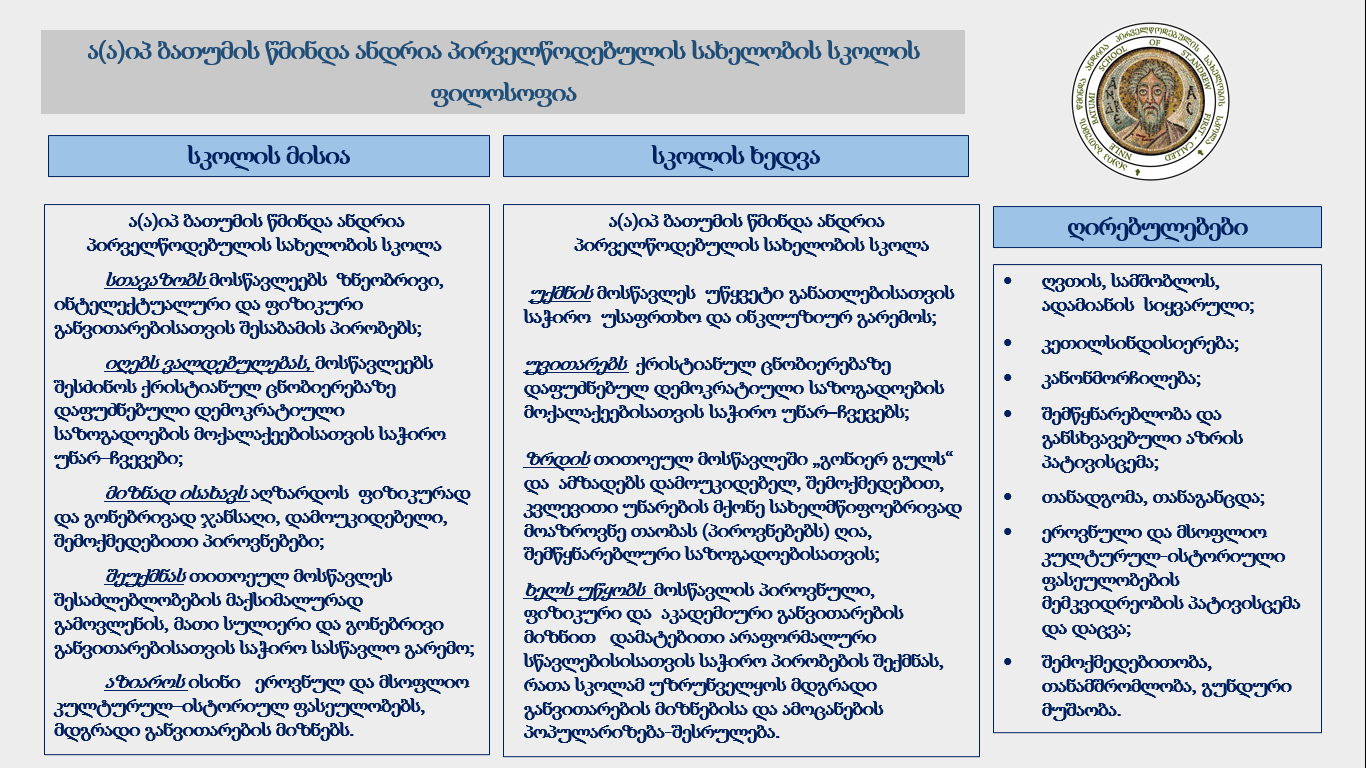 ა(ა)იპ ბათუმის წმინდა ანდრია პირველწოდებულის სახელობის სკოლის
ფილოსოფია
სკოლის მისია
ა(ა)იპ ბათუმის წმინდა ანდრია
პირველწოდებულის სახელობის სკოლა
სთავაზობს მოსწავლეებს ზნეობრივი,
ინტელექტუალური და ფიზიკური
განვითარებისათვის შესაბამის პირობებს;
იღებს ვალდებულებას, მოსწავლეებს
შესძინოს ქრისტიანულ ცნობიერებაზე
დაფუძნებული დემოკრატიული
საზოგადოების მოქალაქეებისათვის საჭირო
უნარ–ჩვევები;
მიზნად ისახავს აღზარდოს ფიზიკურად
და გონებრივად ჯანსაღი, დამოუკიდებელი,
შემოქმედებითი პიროვნებები;
შეუქმნას თითოეულ მოსწავლეს
შესაძლებლობების მაქსიმალურად
გამოვლენის, მათი სულიერი და გონებრივი
განვითარებისათვის საჭირო სასწავლო გარემო;
აზიაროს ისინი ეროვნულ და მსოფლიო
კულტურულ–ისტორიულ ფასეულობებს,
მდგრადი განვითარების მიზნებს.
სკოლის ხედვა
ა(ა)იპ ბათუმის წმინდა ანდრია
პირველწოდებულის სახელობის სკოლა
უქმნის მოსწავლეს უწყვეტი განათლებისათვის
საჭირო უსაფრთხო და ინკლუზიურ გარემოს;
უვითარებს ქრისტიანულ ცნობიერებაზე
დაფუძნებულ დემოკრატიული საზოგადოების
მოქალაქეებისათვის საჭირო უნარ–ჩვევებს;
ზრდის თითოეულ მოსწავლეში „გონიერ გულს“
და ამზადებს დამოუკიდებელ, შემოქმედებით,
კვლევითი უნარების მქონე სახელმწიფოებრივად
მოაზროვნე თაობას (პიროვნებებს) ღია,
შემწყნარებლური საზოგადოებისათვის;
ხელს უწყობს მოსწავლის პიროვნული,
ფიზიკური და აკადემიური განვითარების
მიზნით დამატებითი არაფორმალური
სწავლებისისათვის საჭირო პირობების შექმნას,
რათა სკოლამ უზრუნველყოს მდგრადი
განვითარების მიზნებისა და ამოცანების
პოპულარიზება-შესრულება.
ბათუმის წმინდა ანდრია პირველწოდებულის სახელობის სკოლა
BATUMI SCHOOL OF ST.ANDREW FIRST - CALLED
ღირებულებები
• ღვთის, სამშობლოს,
ადამიანის სიყვარული;
• კეთილსინდისიერება;
• კანონმორჩილება;
• შემწყნარებლობა და
განსხვავებული აზრის
პატივისცემა;
• თანადგომა, თანაგანცდა;
• ეროვნული და მსოფლიო
კულტურულ–ისტორიული
ფასეულობების
მემკვიდრეობის პატივისცემა
და დაცვა;
• შემოქმედებითობა,
თანამშრომლობა, გუნდური
მუშაობა.